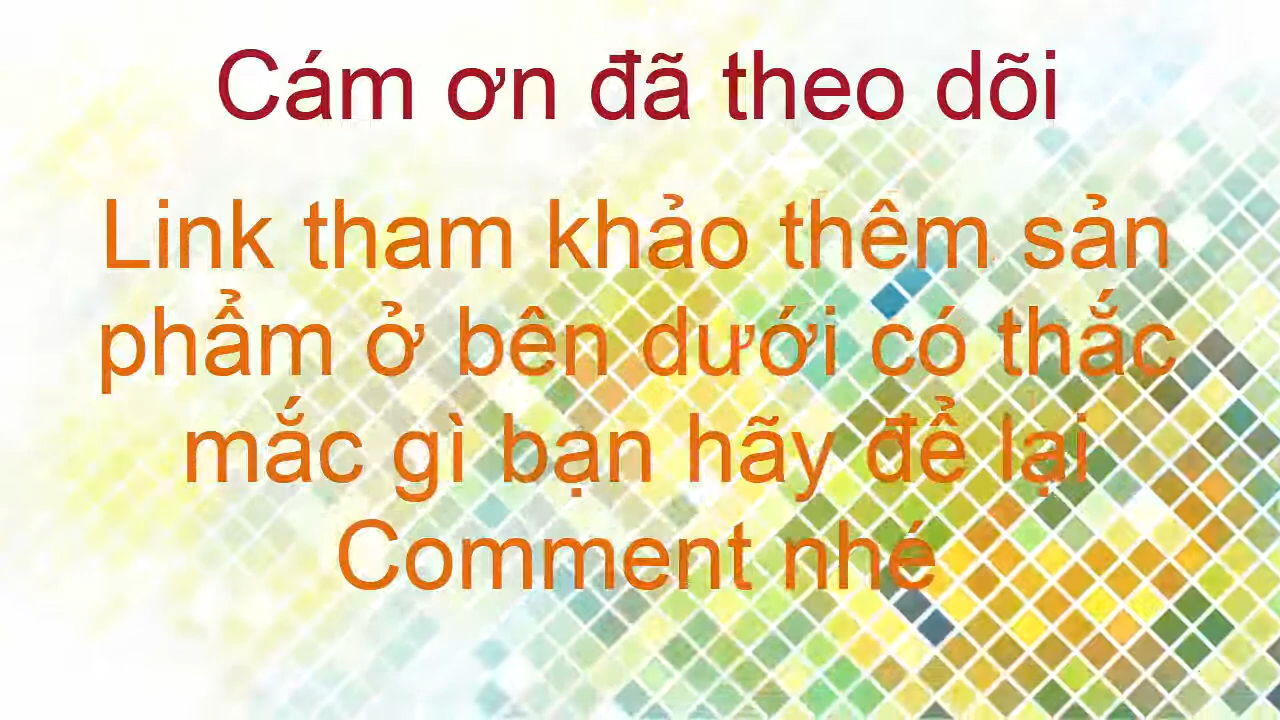 Cám ơn đã theo dõi
Link tham khảo thêm sản
phẩm ở bên dưới có thắc
mắc gì bạn hãy để lại
Comment nhé